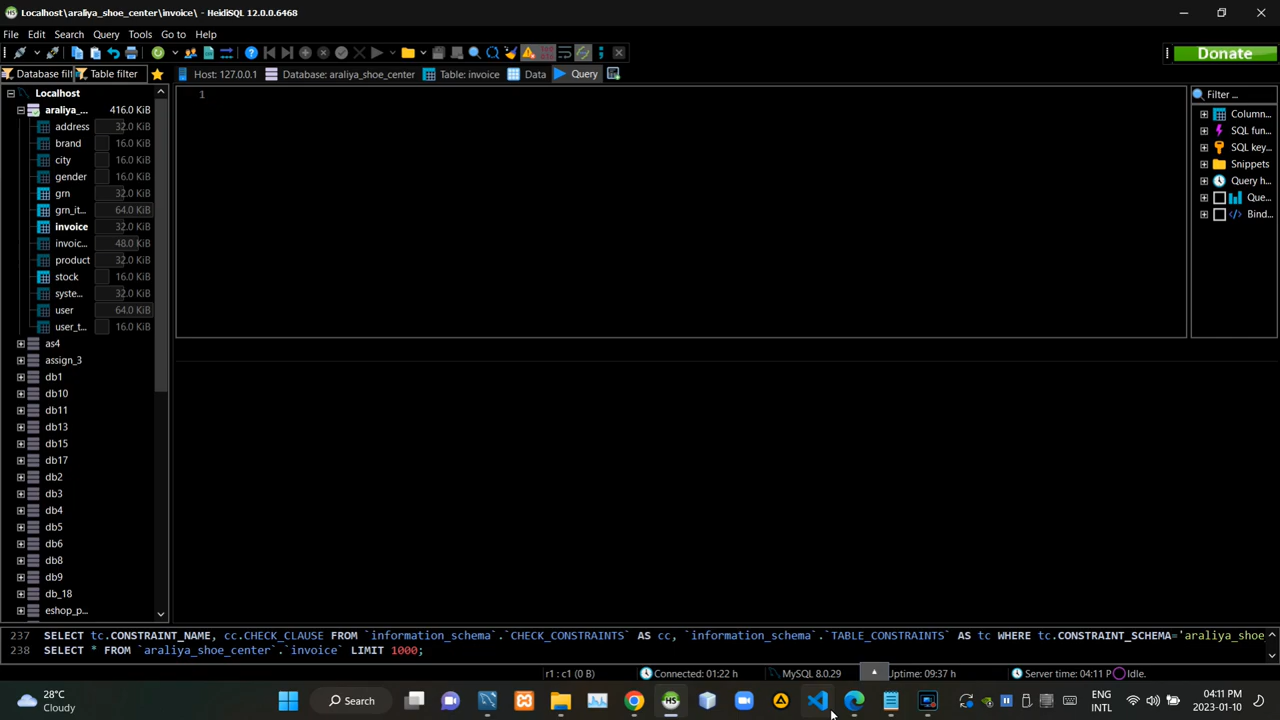 Localhost\araliya_shoe_center\invoice\ - HeidiSQL 12.0.0.6468
File Edit Search Query Tools Go to Help
Donate
Database filt Table filter Host: 127.0.0.1 Database: araliya_shoe_center Table: invoice Data Query
Localhost
araliya_... 416.0 KiB
address 32.0 KiB
brand 16.0 KiB
city 16.0 KiB
gender 16.0 KiB
grn 32.0 KiB
grn_it... 64.0 KiB
invoice 32.0 KiB
invoic... 48.0 KiB
product 32.0 KiB
stock 16.0 KiB
syste... 32.0 KiB
user 64.0 KiB
user_t... 16.0 KiB
as4
assign_3
db1
db10
db11
db13
db15
db17
db2
db3
db4
db5
db6
db8
db9
db_18
eshop_p...
1
Filter ...
Column...
SQL fun...
SQL key...
Snippets
Query h...
Que...
Bind...
237 SELECT tc.CONSTRAINT_NAME, cc.CHECK_CLAUSE FROM `information_schema`.`CHECK_CONSTRAINTS` AS cc, `information_schema`.`TABLE_CONSTRAINTS` AS tc WHERE tc.CONSTRAINT_SCHEMA='araliya_shoe
238 SELECT * FROM `araliya_shoe_center`.`invoice` LIMIT 1000;
r1 : c1 (0 B) Connected: 01:22 h MySQL 8.0.29 Uptime: 09:37 h Server time: 04:11 P Idle.
28°C
Cloudy
Search
ENG
INTL
04:11 PM
2023-01-10